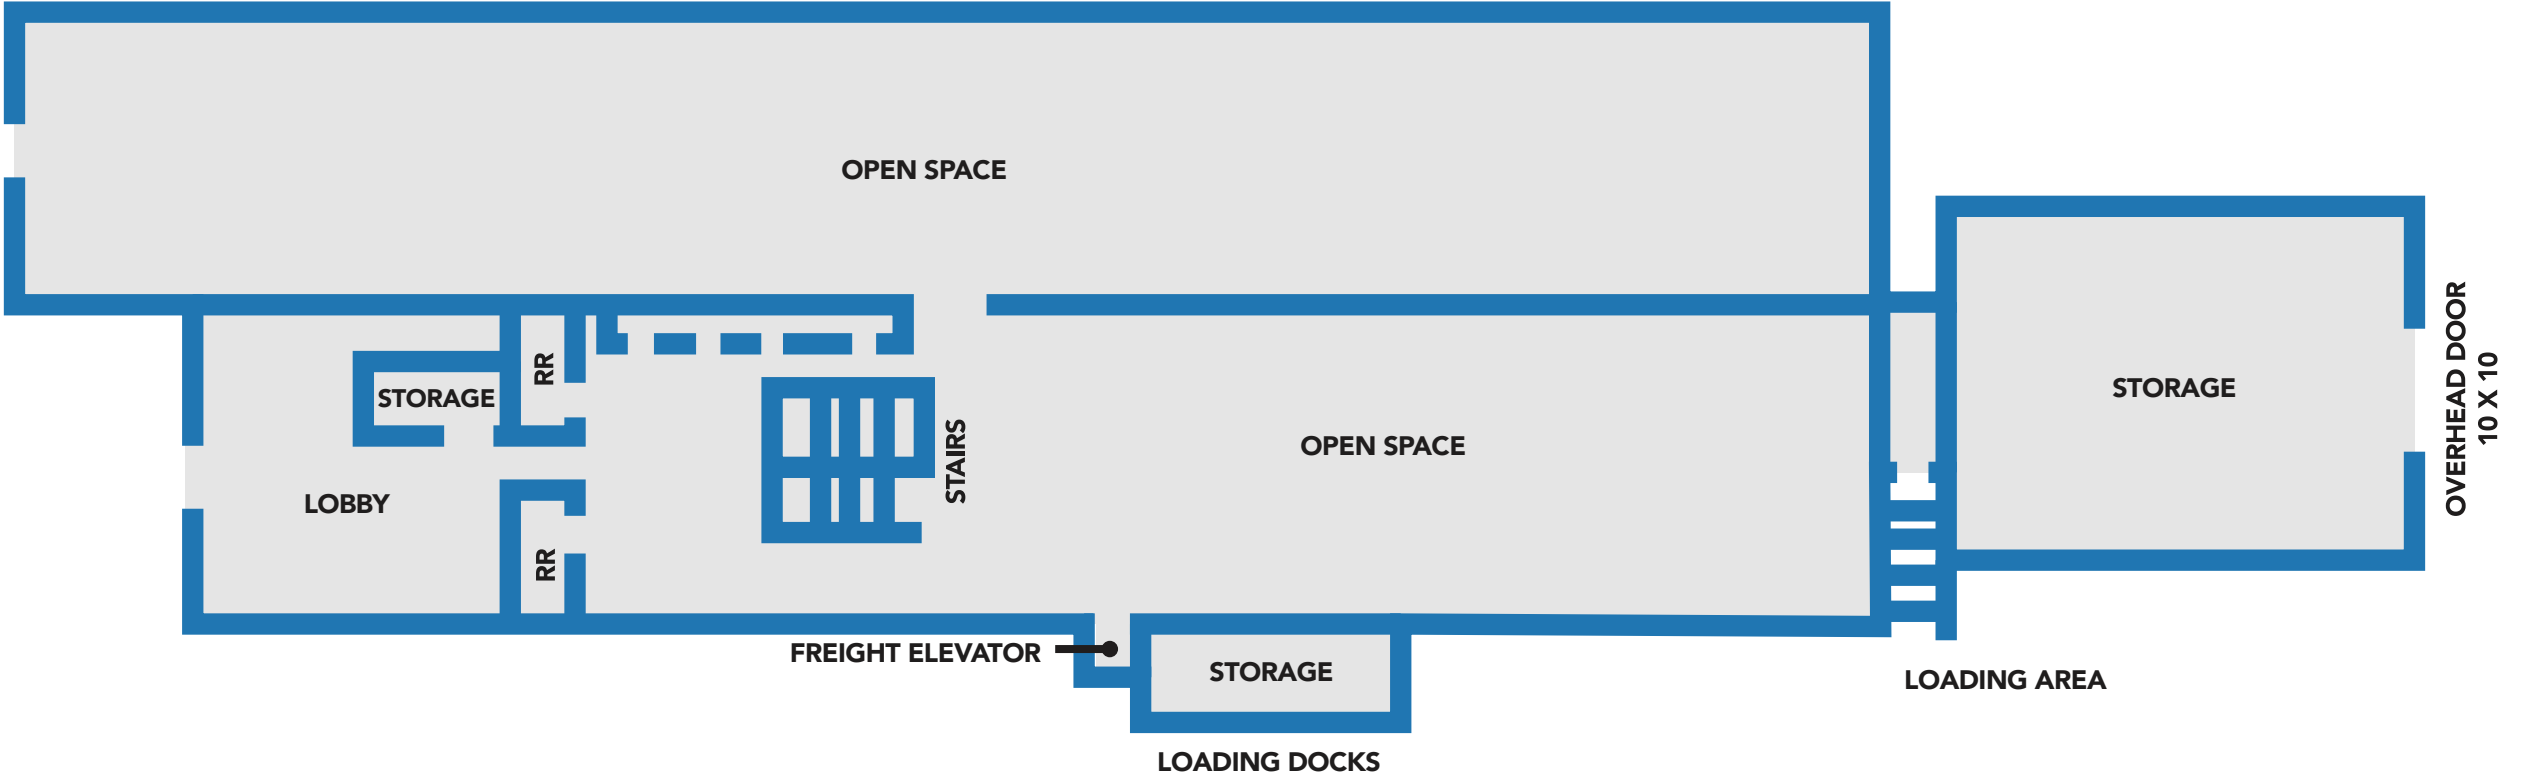 OPEN SPACE
RR
STORAGE
STORAGE
OVERHEAD DOOR
10 X 10
OPEN SPACE
STAIRS
LOBBY
RR
FREIGHT ELEVATOR
STORAGE
LOADING AREA
LOADING DOCKS